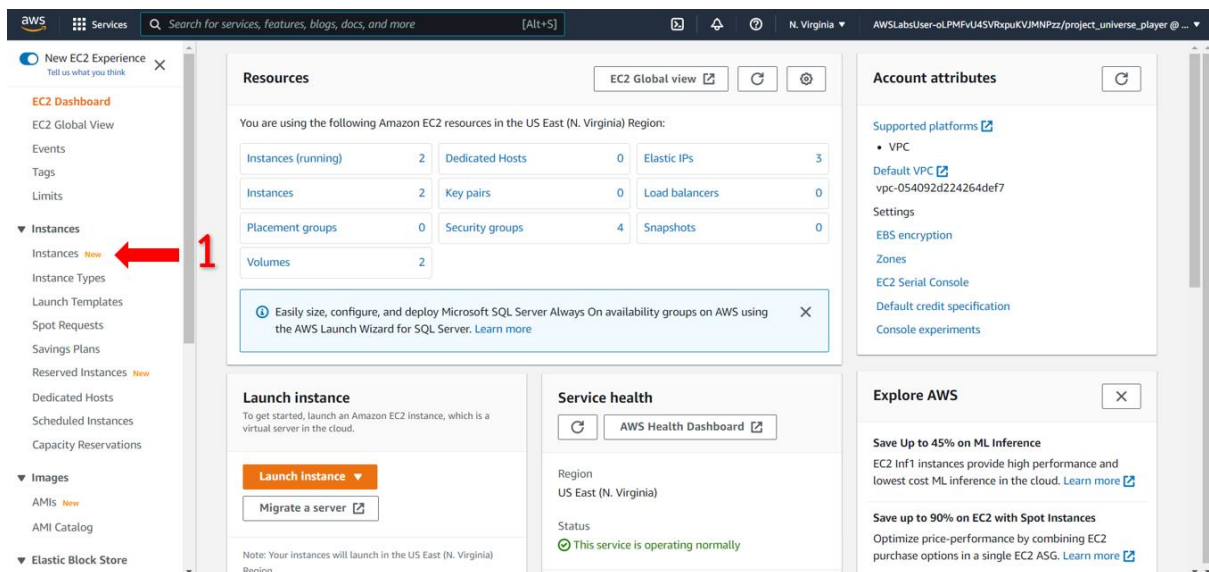 aws
Services
Search for services, features, blogs, docs, and more
[Alt+S]
N. Virginia
AWSLabsUser-oLPMFvU4SVRxpuKVJMNPzz/project_universe_player @ ...
New EC2 Experience
Tell us what you think
EC2 Dashboard
EC2 Global View
Events
Tags
Limits
Instances
Instances New
Instance Types
Launch Templates
Spot Requests
Savings Plans
Reserved Instances New
Dedicated Hosts
Scheduled Instances
Capacity Reservations
Images
AMIs New
AMI Catalog
Elastic Block Store
1
Resources
EC2 Global view
You are using the following Amazon EC2 resources in the US East (N. Virginia) Region:
Instances (running) 2
Dedicated Hosts 0
Elastic IPs 3
Instances 2
Key pairs 0
Load balancers 0
Placement groups 0
Security groups 4
Snapshots 0
Volumes 2
Easily size, configure, and deploy Microsoft SQL Server Always On availability groups on AWS using
the AWS Launch Wizard for SQL Server. Learn more
Launch instance
To get started, launch an Amazon EC2 instance, which is a
virtual server in the cloud.
Launch instance
Migrate a server
Note: Your instances will launch in the US East (N. Virginia)
Region
Service health
AWS Health Dashboard
Region
US East (N. Virginia)
Status
This service is operating normally
Account attributes
Supported platforms
• VPC
Default VPC
vpc-054092d224264def7
Settings
EBS encryption
Zones
EC2 Serial Console
Default credit specification
Console experiments
Explore AWS
Save Up to 45% on ML Inference
EC2 Inf1 instances provide high performance and
lowest cost ML inference in the cloud. Learn more
Save up to 90% on EC2 with Spot Instances
Optimize price-performance by combining EC2
purchase options in a single EC2 ASG. Learn more